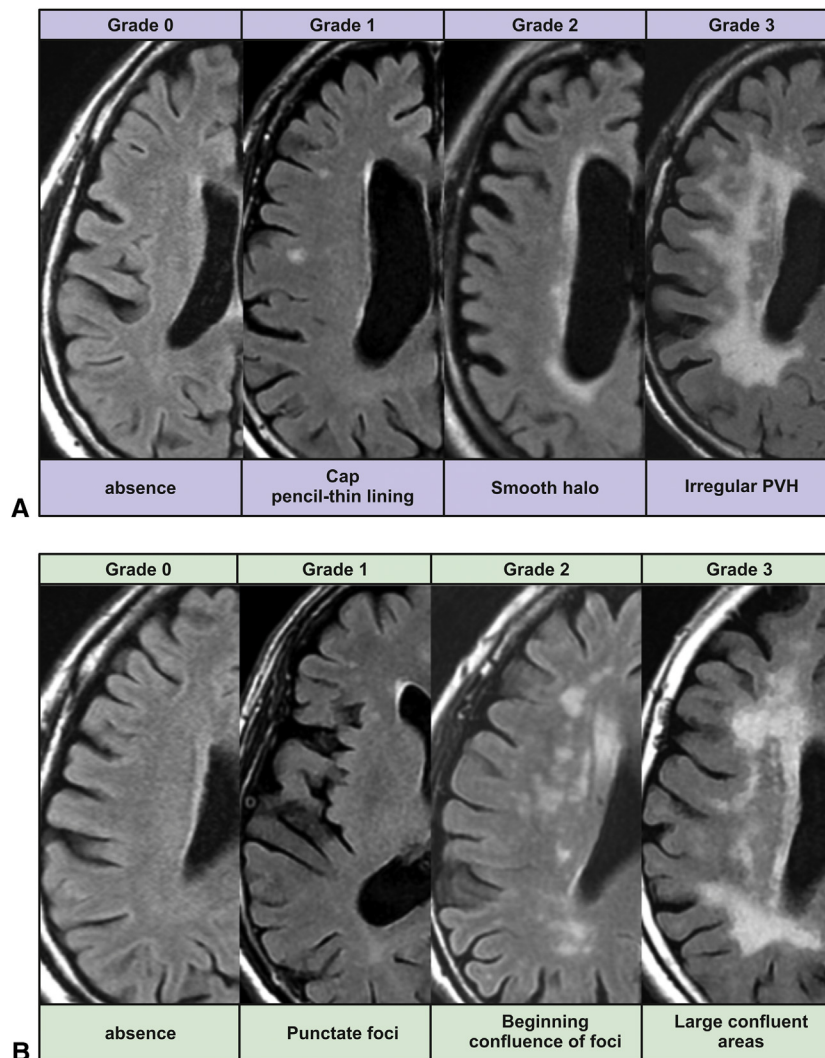 Grade 0 Grade 1 Grade 2 Grade 3
absence Cap pencil-thin lining Smooth halo Irregular PVH
A
Grade 0 Grade 1 Grade 2 Grade 3
absence Punctate foci Beginning confluence of foci Large confluent areas
B